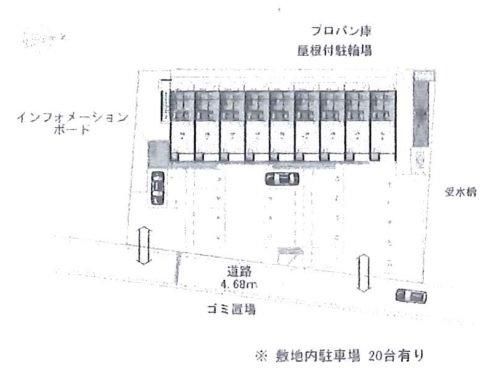 プロパン庫
屋根付駐輪場
インフォメーション
ボード
受水槽
道路
4.68m
ゴミ置場
※ 敷地内駐車場 20台有り